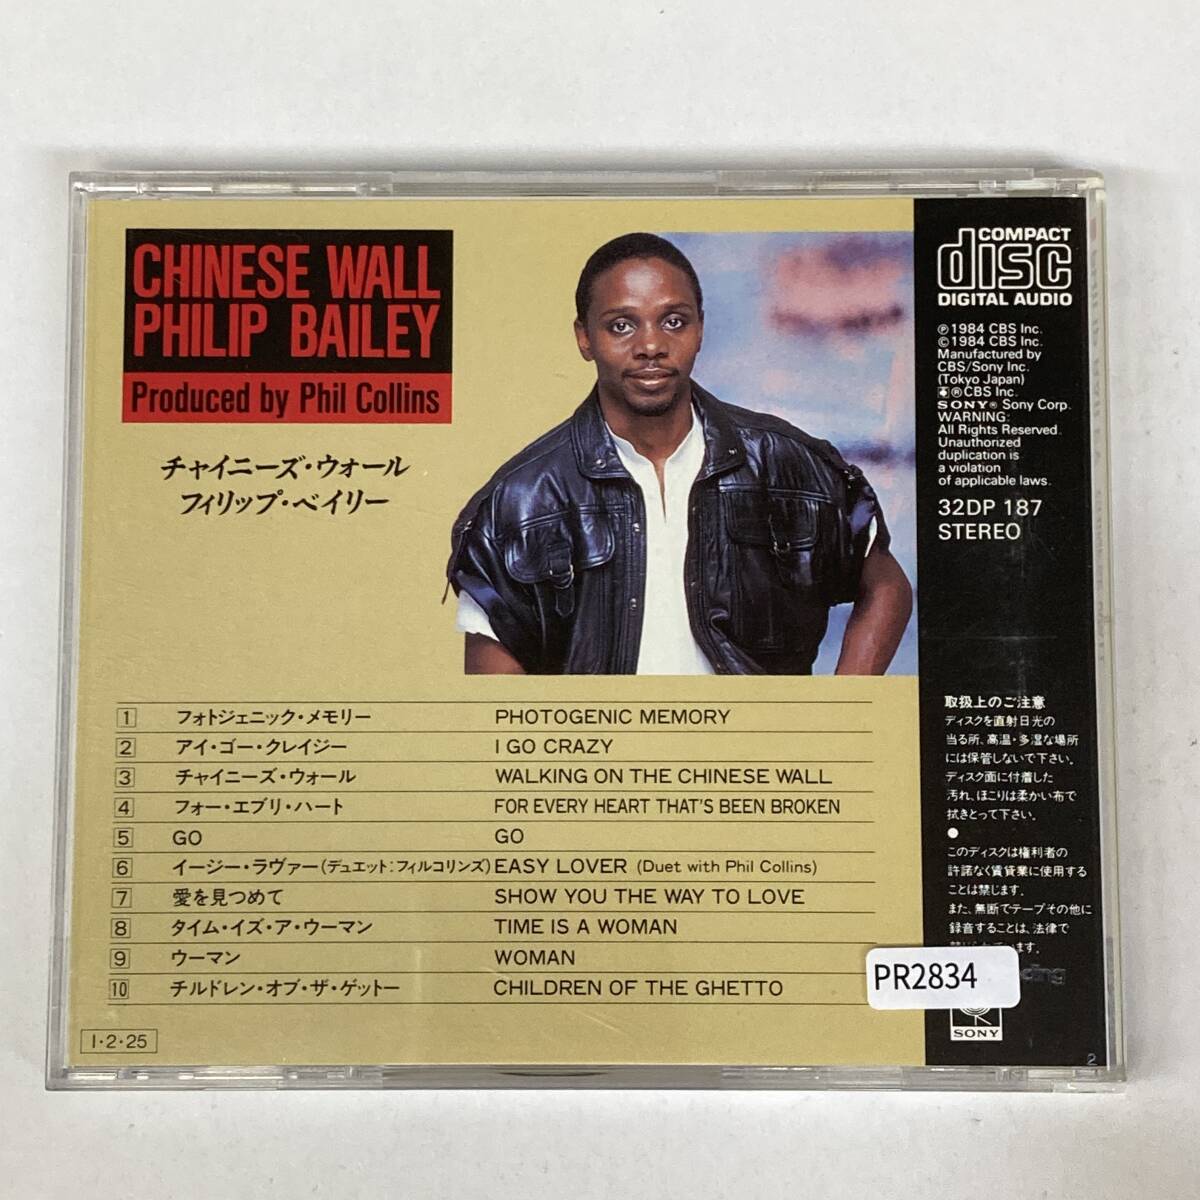 CHINESE WALL
PHILIP BAILEY
Produced by Phil Collins
チャイニーズ・ウォール
フィリップ・ベイリー
1 フォトジェニック・メモリー PHOTOGENIC MEMORY
2 アイ・ゴー・クレイジー I GO CRAZY
3 チャイニーズ・ウォール WALKING ON THE CHINESE WALL
4 フォー・エブリ・ハート FOR EVERY HEART THAT'S BEEN BROKEN
5 GO GO
6 イージー・ラヴァー(デュエット:フィルコリンズ) EASY LOVER (Duet with Phil Collins)
7 愛を見つめて SHOW YOU THE WAY TO LOVE
8 タイム・イズ・ア・ウーマン TIME IS A WOMAN
9 ウーマン WOMAN
10 チルドレン・オブ・ザ・ゲットー CHILDREN OF THE GHETTO
1・2・25
COMPACT
disc
DIGITAL AUDIO
Ⓟ1984 CBS Inc.
©1984 CBS Inc.
Manufactured by
CBS/Sony Inc.
(Tokyo Japan)
®CBS Inc.
SONY® Sony Corp.
WARNING:
All Rights Reserved.
Unauthorized
duplication is
a violation
of applicable laws.
32DP 187
STEREO
取扱上のご注意
ディスクを直射日光の
当る所、高温・多湿な場所
には保管しないで下さい。
ディスク面に付着した
汚れ、ほこりは柔かい布で
拭きとって下さい。
●
このディスクは権利者の
許諾なく賃貸業に使用する
ことは禁じます。
また、無断でテープその他に
録音することは、法律で
ます。
PR2834
SONY
2